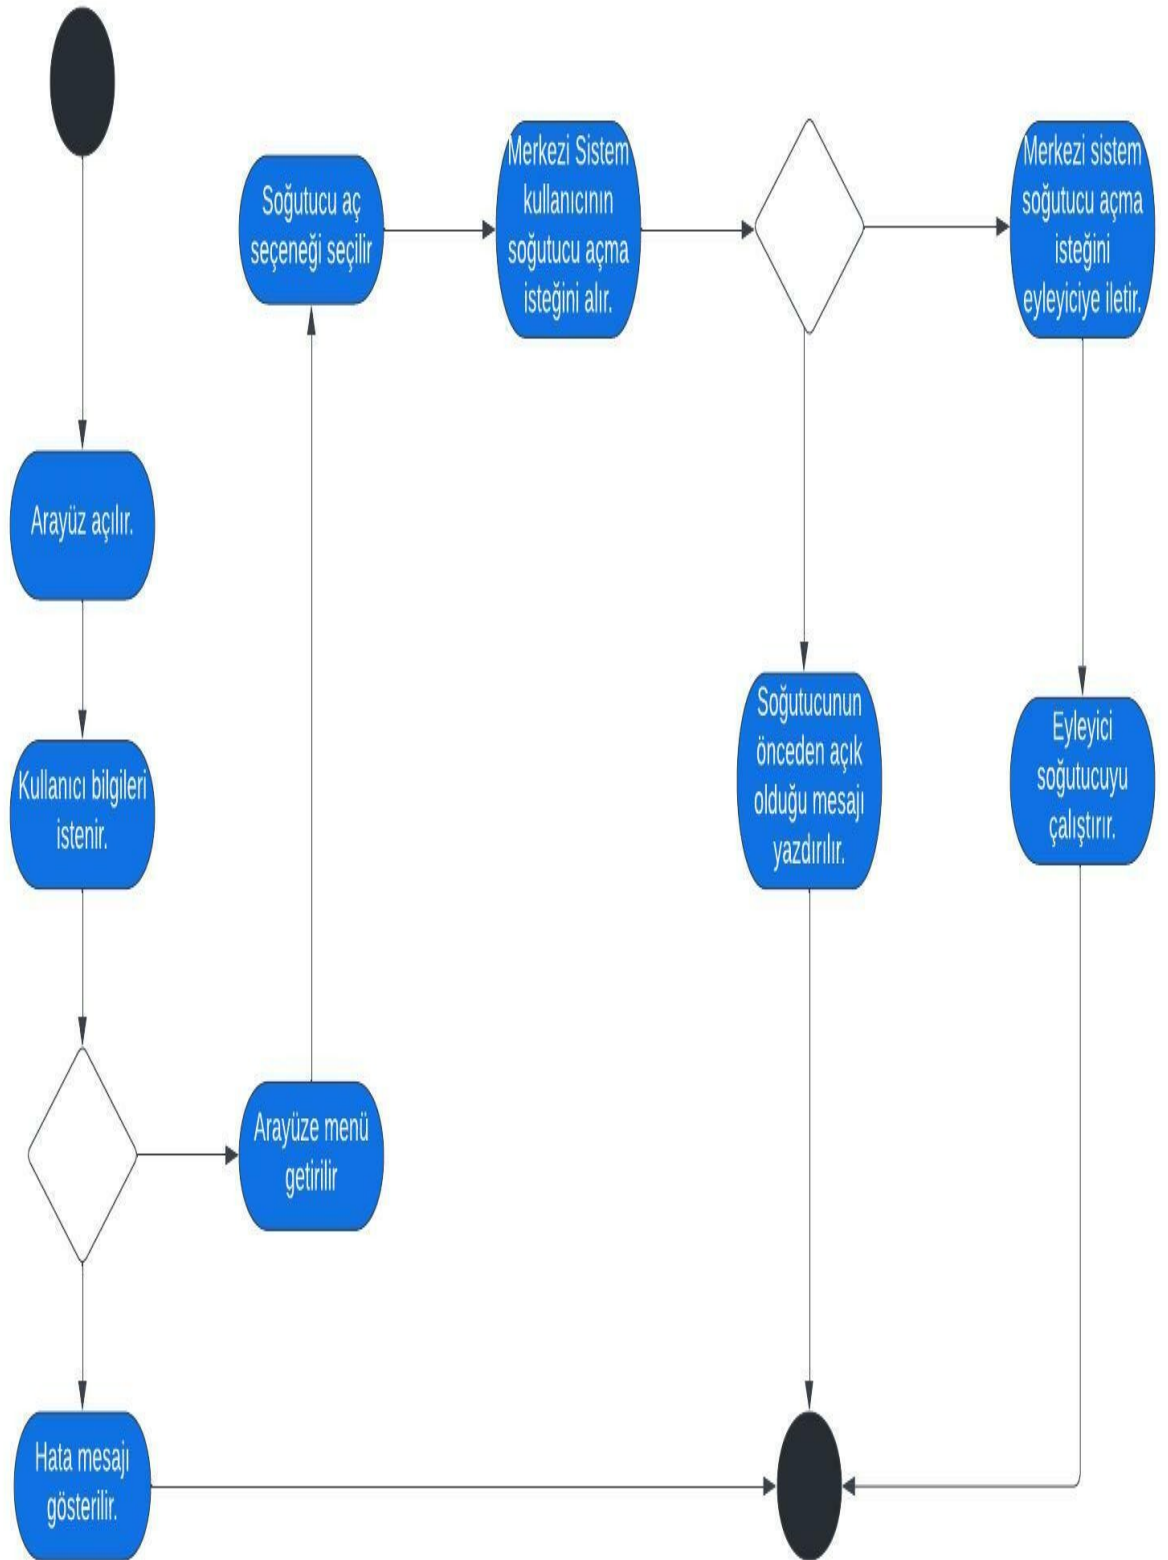 Arayüz açılır.
Kullanıcı bilgileri
istenir.
Hata mesajı
gösterilir.
Arayüze menü
getirilir
Soğutucu aç
seçeneği seçilir
Merkezi Sistem
kullanıcının
soğutucu açma
isteğini alır.
Soğutucunun
önceden açık
olduğu mesajı
yazdırılır.
Merkezi sistem
soğutucu açma
isteğini
eyleyiciye iletir.
Eyleyici
soğutucuyu
çalıştırır.